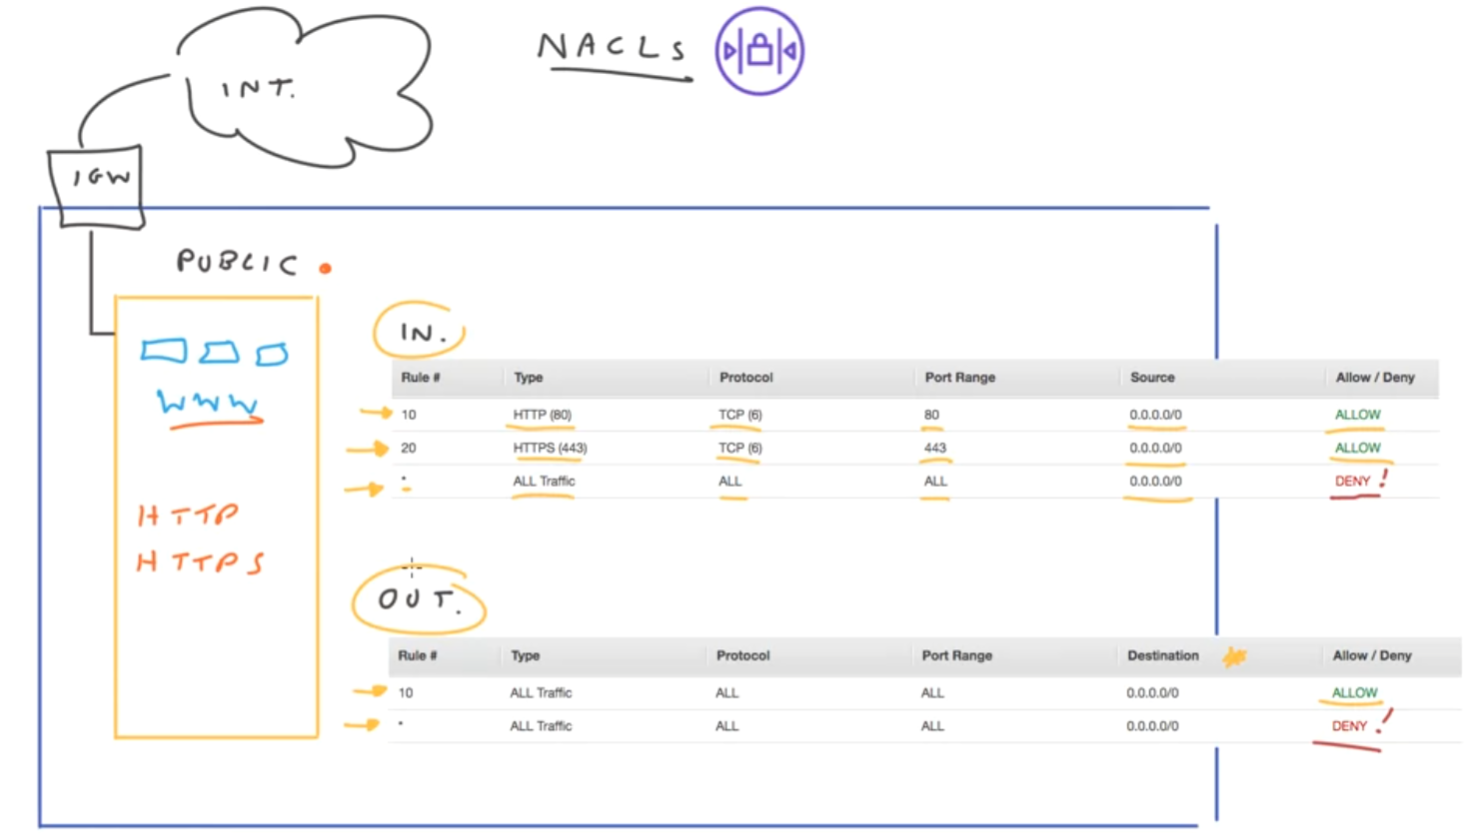 NACLs
INT.
IGW
PUBLIC
WWW
HTTP
HTTPS
IN.
Rule # Type Protocol Port Range Source Allow / Deny
10 HTTP (80) TCP (6) 80 0.0.0.0/0 ALLOW
20 HTTPS (443) TCP (6) 443 0.0.0.0/0 ALLOW
* ALL Traffic ALL ALL 0.0.0.0/0 DENY !
OUT.
Rule # Type Protocol Port Range Destination Allow / Deny
10 ALL Traffic ALL ALL 0.0.0.0/0 ALLOW
* ALL Traffic ALL ALL 0.0.0.0/0 DENY !